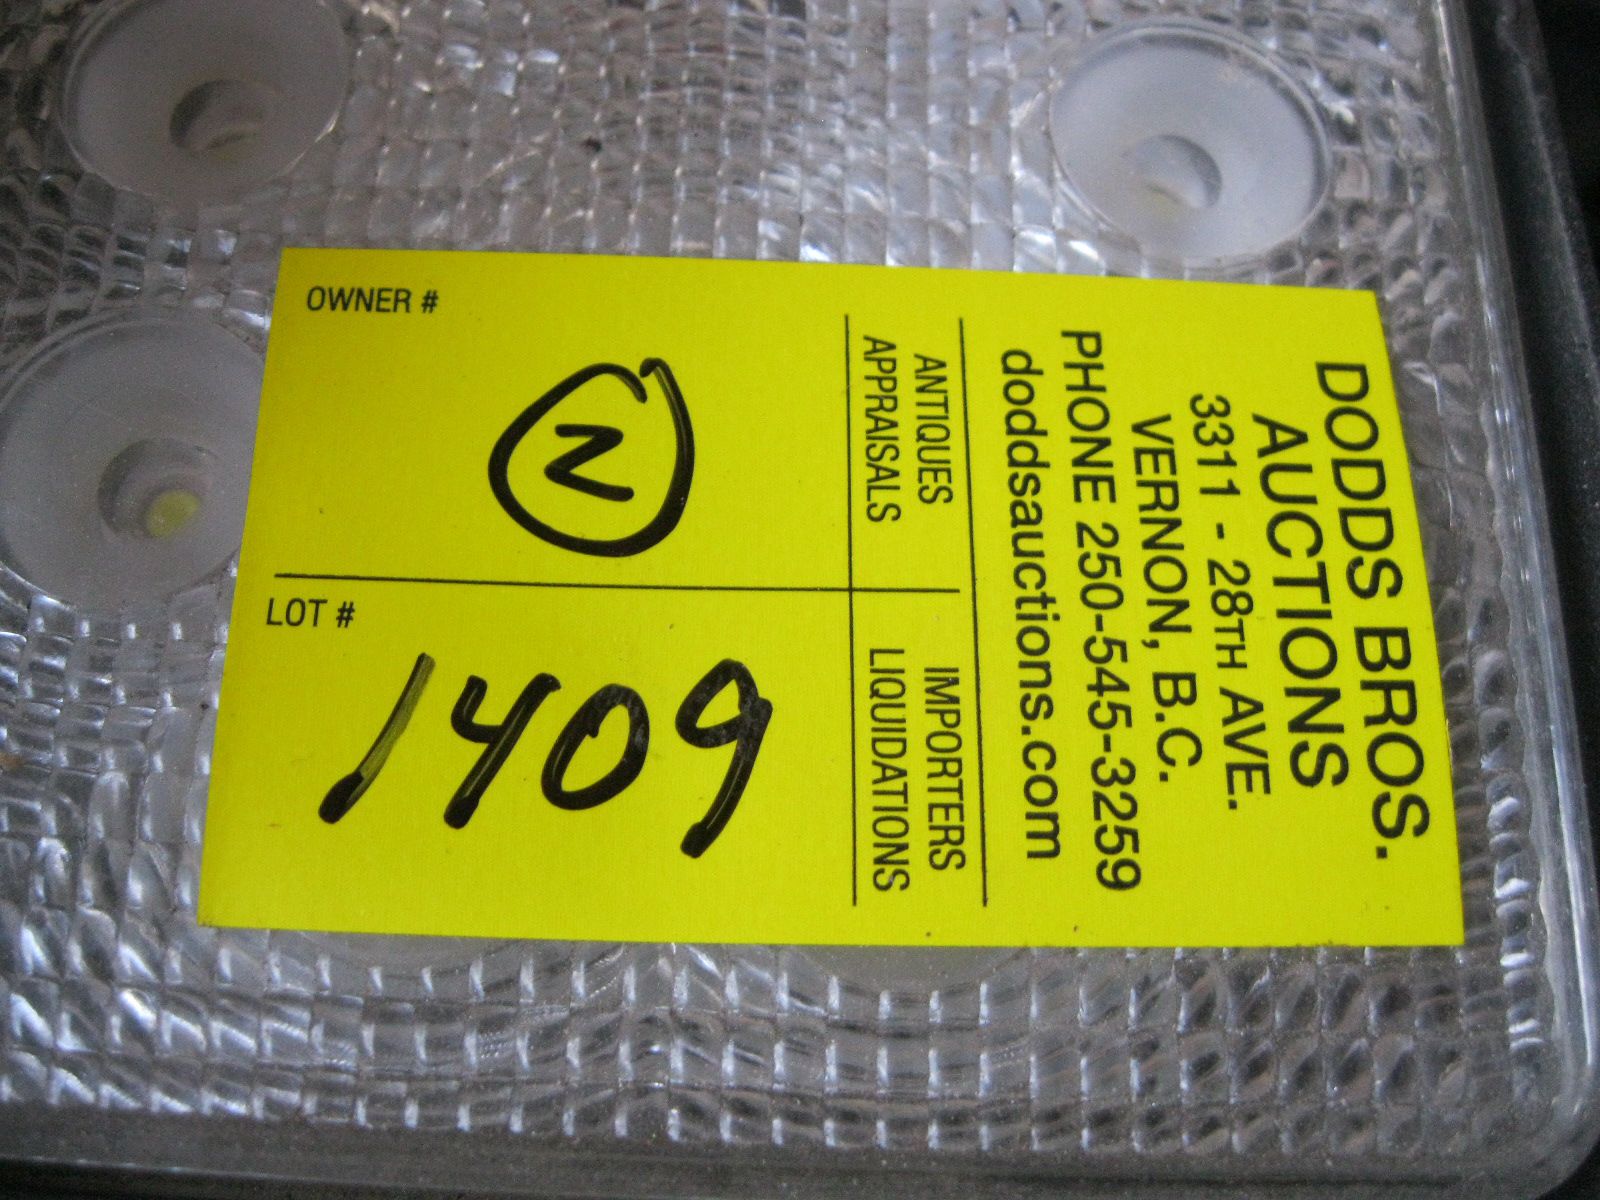 DODDS BROS.
AUCTIONS
3311 - 28TH AVE.
VERNON, B.C.
PHONE 250-545-3259
doddsauctions.com
ANTIQUES
APPRAISALS
IMPORTERS
LIQUIDATIONS
OWNER #
N
LOT #
1409